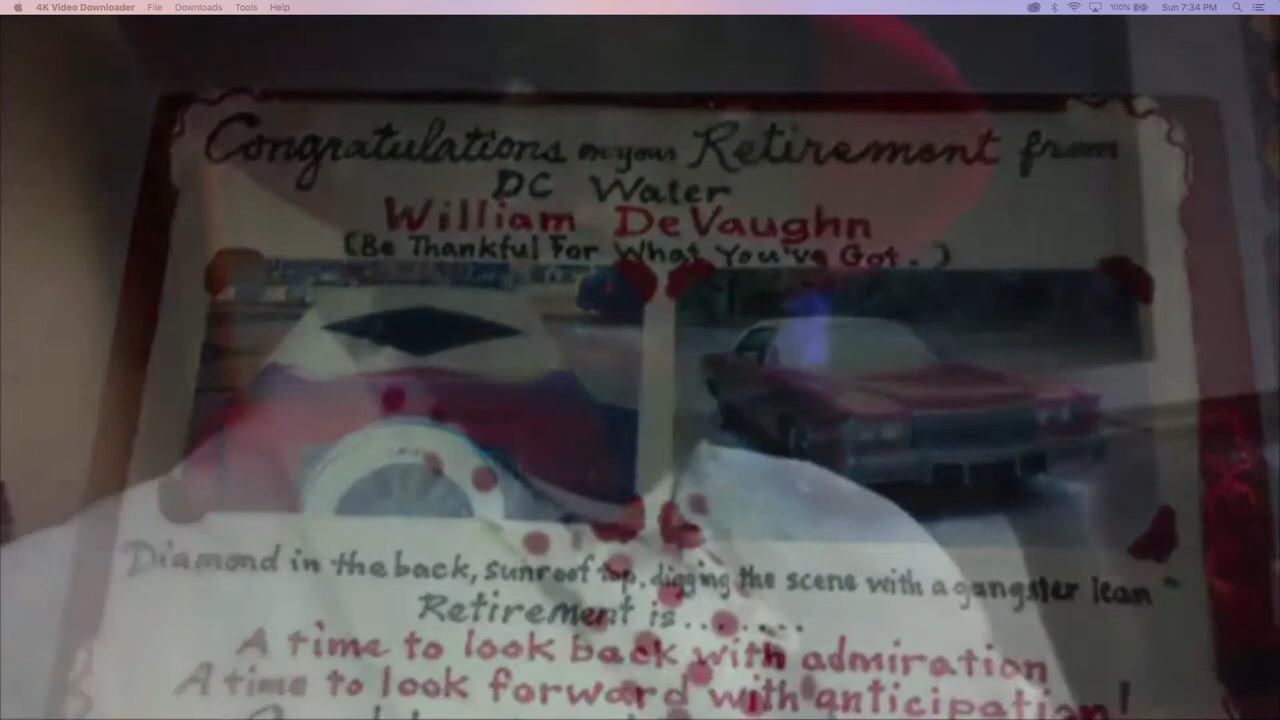 4K Video Downloader File Downloads Tools Help 100% Sun 7:34 PM
Congratulations on your Retirement from
DC Water
William DeVaughn
(Be Thankful For What You've Got.)
"Diamond in the back, sunroof top, digging the scene with a gangster lean"
Retirement is.......
A time to look back with admiration
A time to look forward with anticipation!